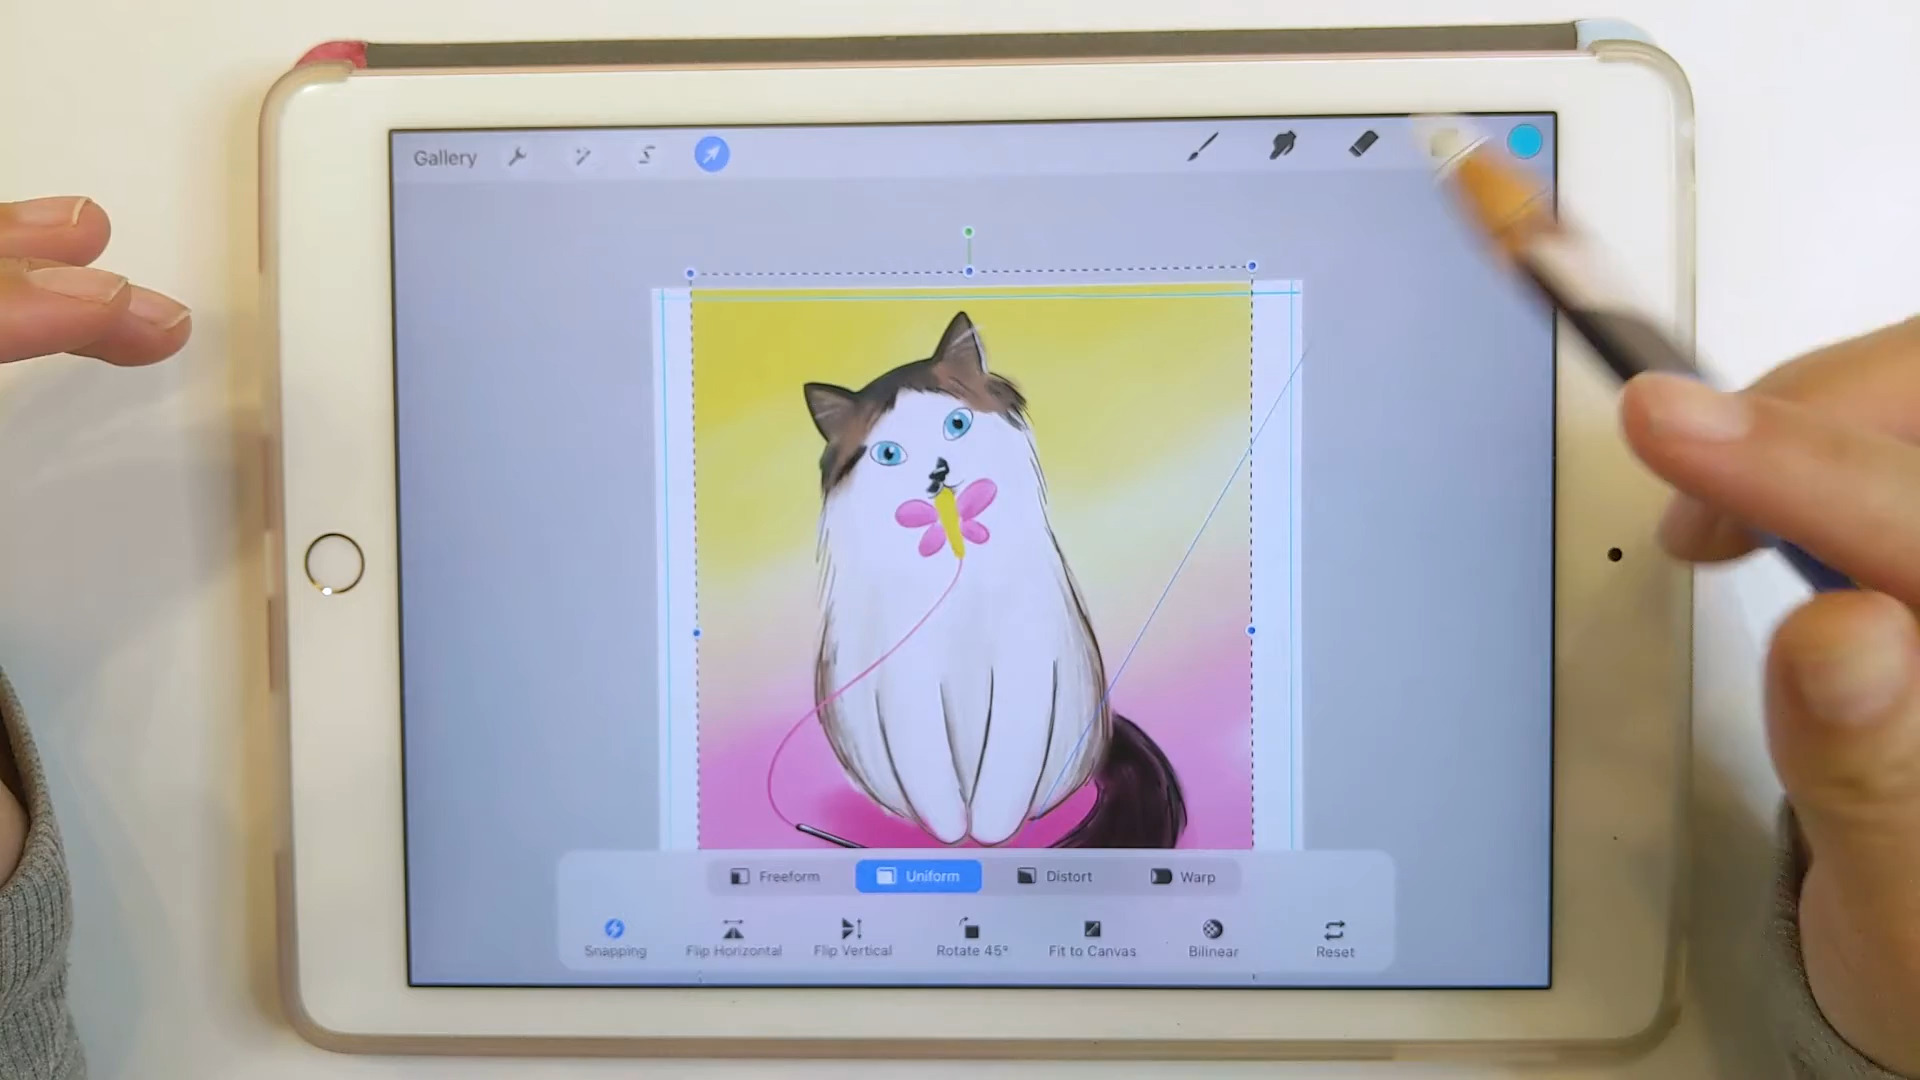 Gallery
Freeform Uniform Distort Warp
Snapping Flip Horizontal Flip Vertical Rotate 45° Fit to Canvas Bilinear Reset